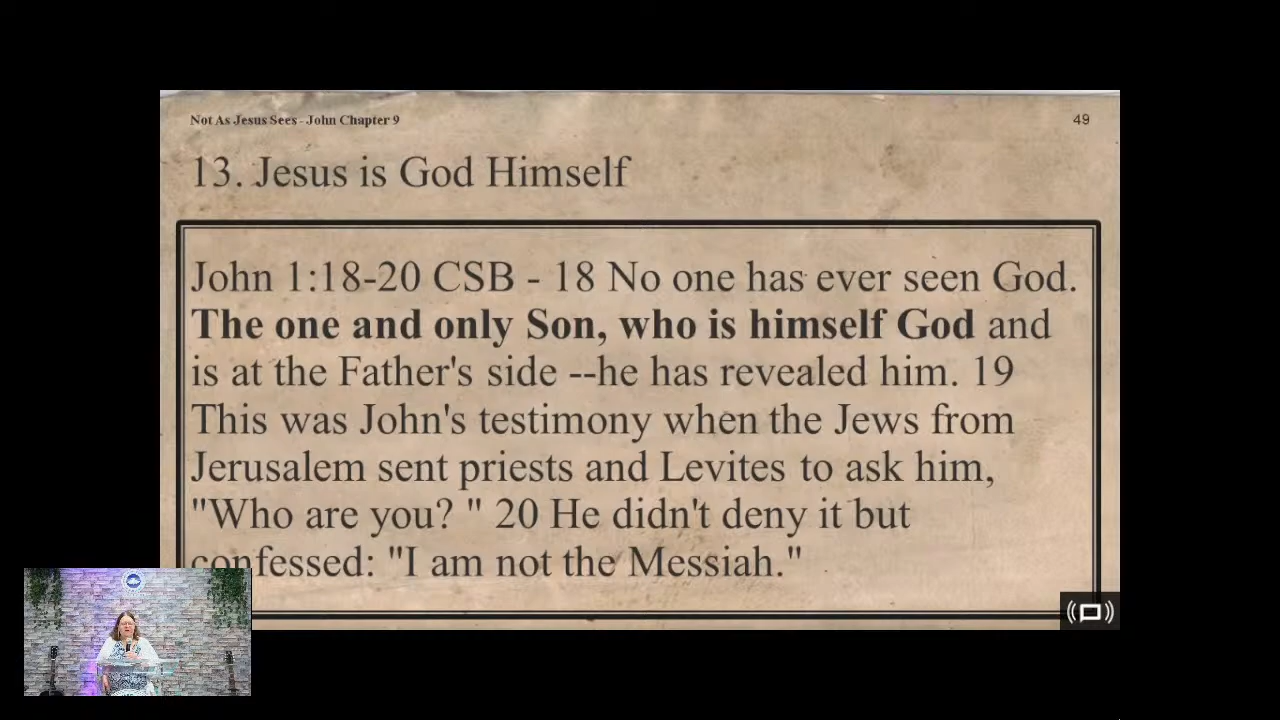 Not As Jesus Sees - John Chapter 9
49
13. Jesus is God Himself
John 1:18-20 CSB - 18 No one has ever seen God.
The one and only Son, who is himself God and
is at the Father's side --he has revealed him. 19
This was John's testimony when the Jews from
Jerusalem sent priests and Levites to ask him,
"Who are you? " 20 He didn't deny it but
confessed: "I am not the Messiah."